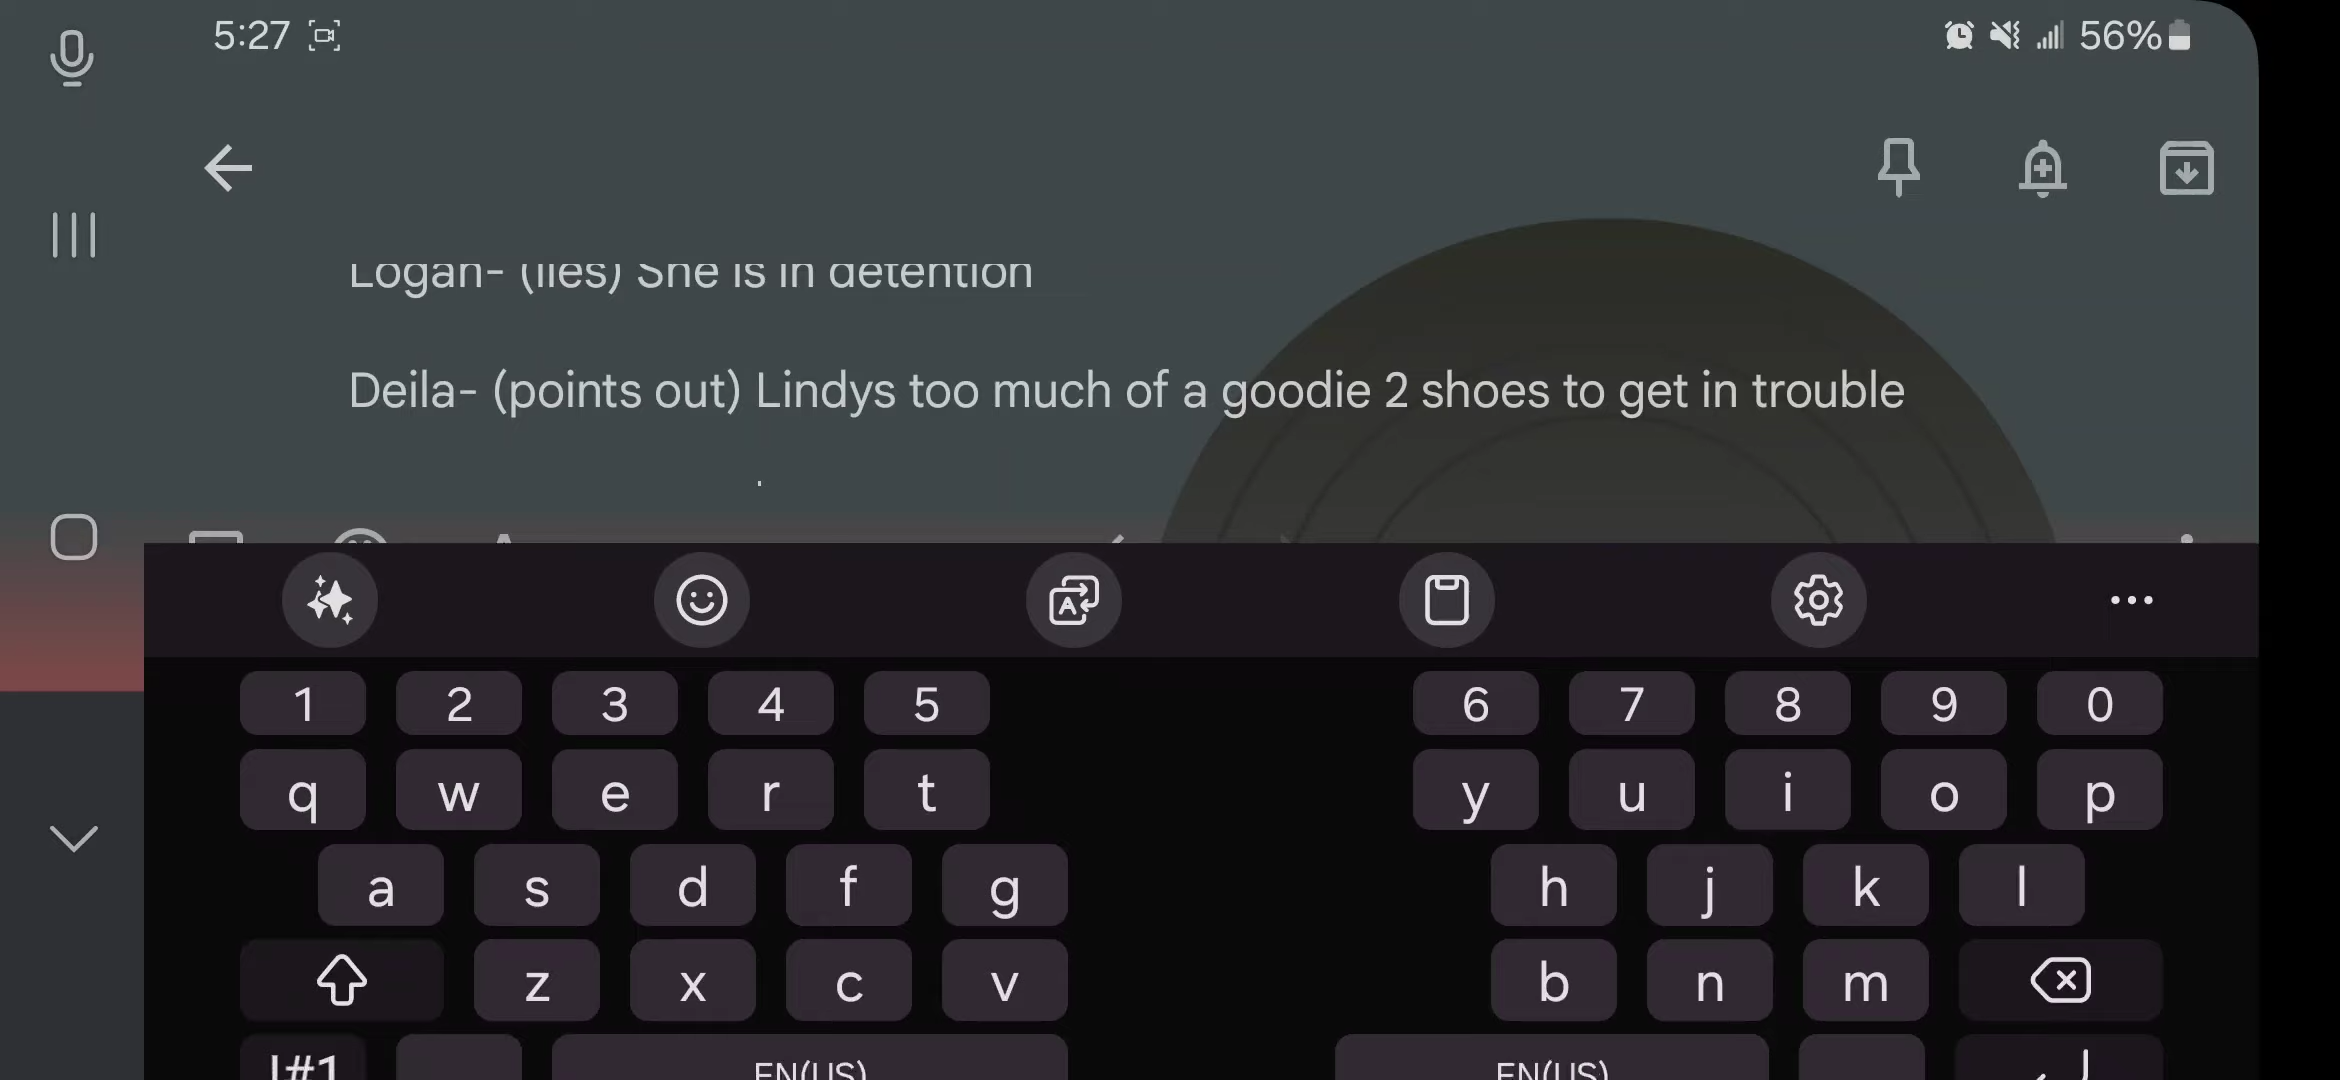 5:27
56%
Logan- (lies) She is in detention
Deila- (points out) Lindys too much of a goodie 2 shoes to get in trouble
1 2 3 4 5 6 7 8 9 0
q w e r t y u i o p
a s d f g h j k l
z x c v b n m
!#1 EN(US) EN(US)